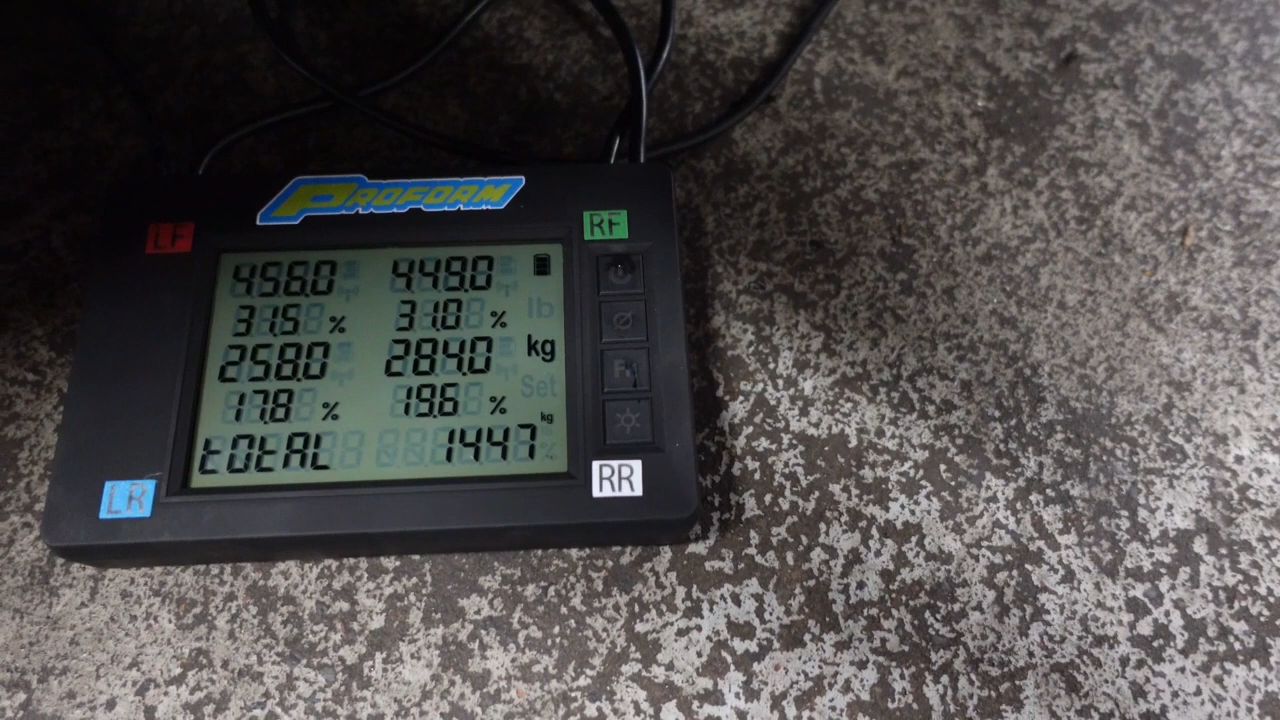 PROFORM
LF
RF
456.0 449.0
31.5 % 31.0 % lb
258.0 284.0 kg
Set
17.8 % 19.6 % kg
totAL 1447
LR
RR